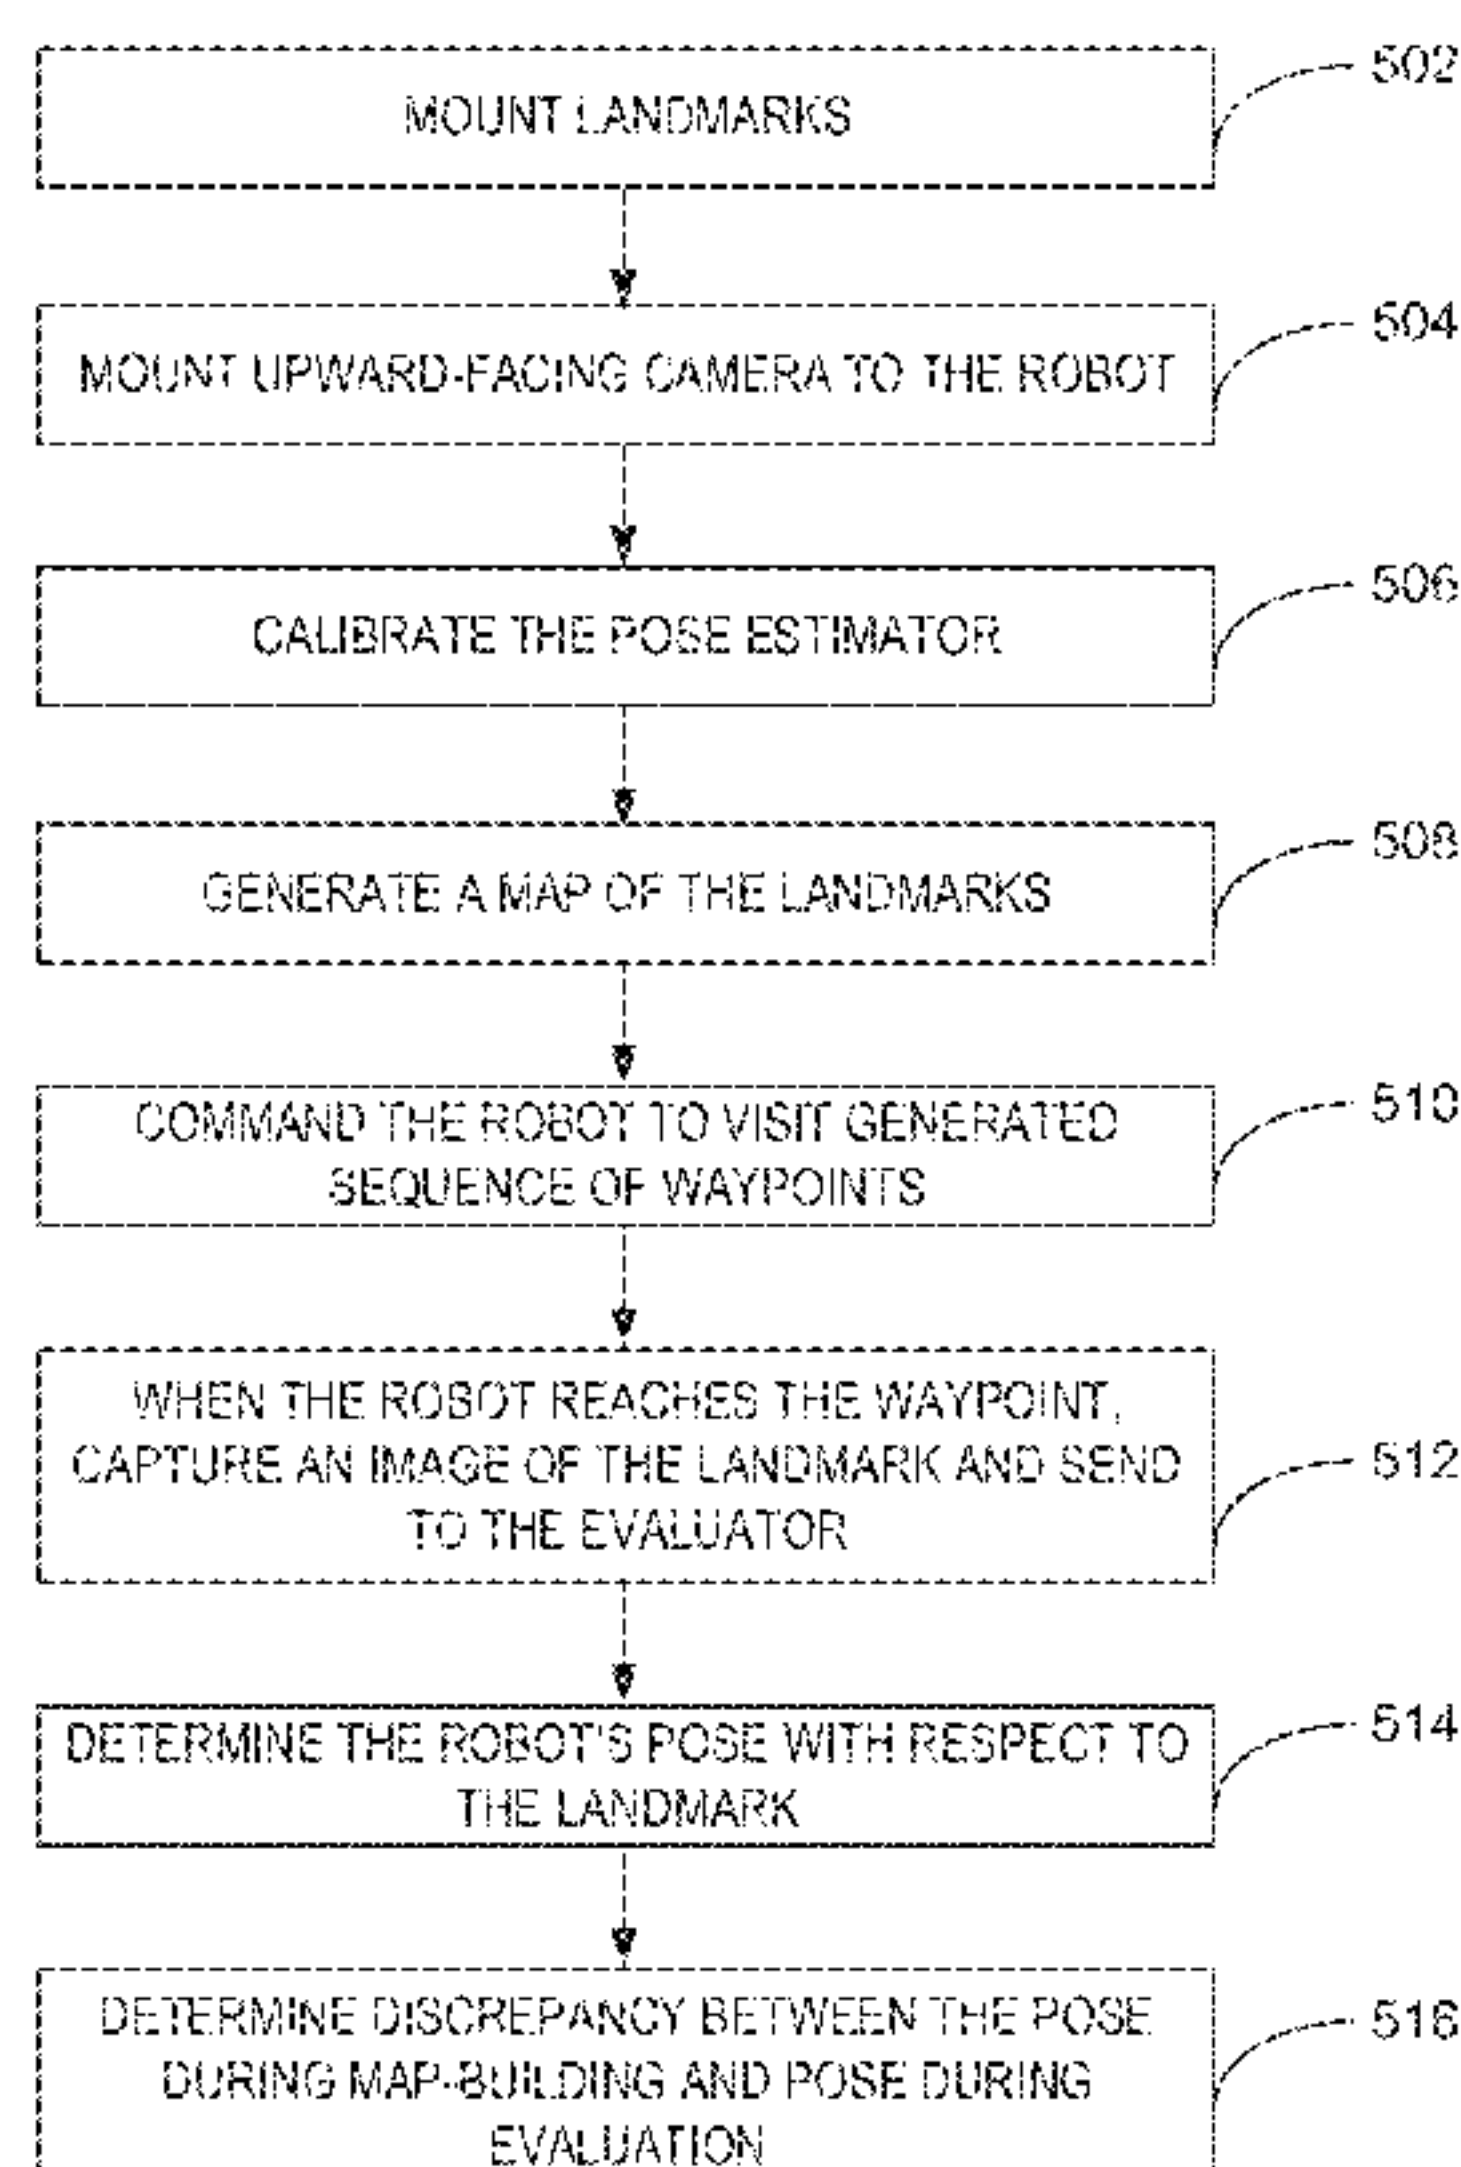 MOUNT LANDMARKS
502
MOUNT UPWARD-FACING CAMERA TO THE ROBOT
504
CALIBRATE THE POSE ESTIMATOR
506
GENERATE A MAP OF THE LANDMARKS
508
COMMAND THE ROBOT TO VISIT GENERATED
SEQUENCE OF WAYPOINTS
510
WHEN THE ROBOT REACHES THE WAYPOINT,
CAPTURE AN IMAGE OF THE LANDMARK AND SEND
TO THE EVALUATOR
512
DETERMINE THE ROBOT'S POSE WITH RESPECT TO
THE LANDMARK
514
DETERMINE DISCREPANCY BETWEEN THE POSE
DURING MAP-BUILDING AND POSE DURING
EVALUATION
516